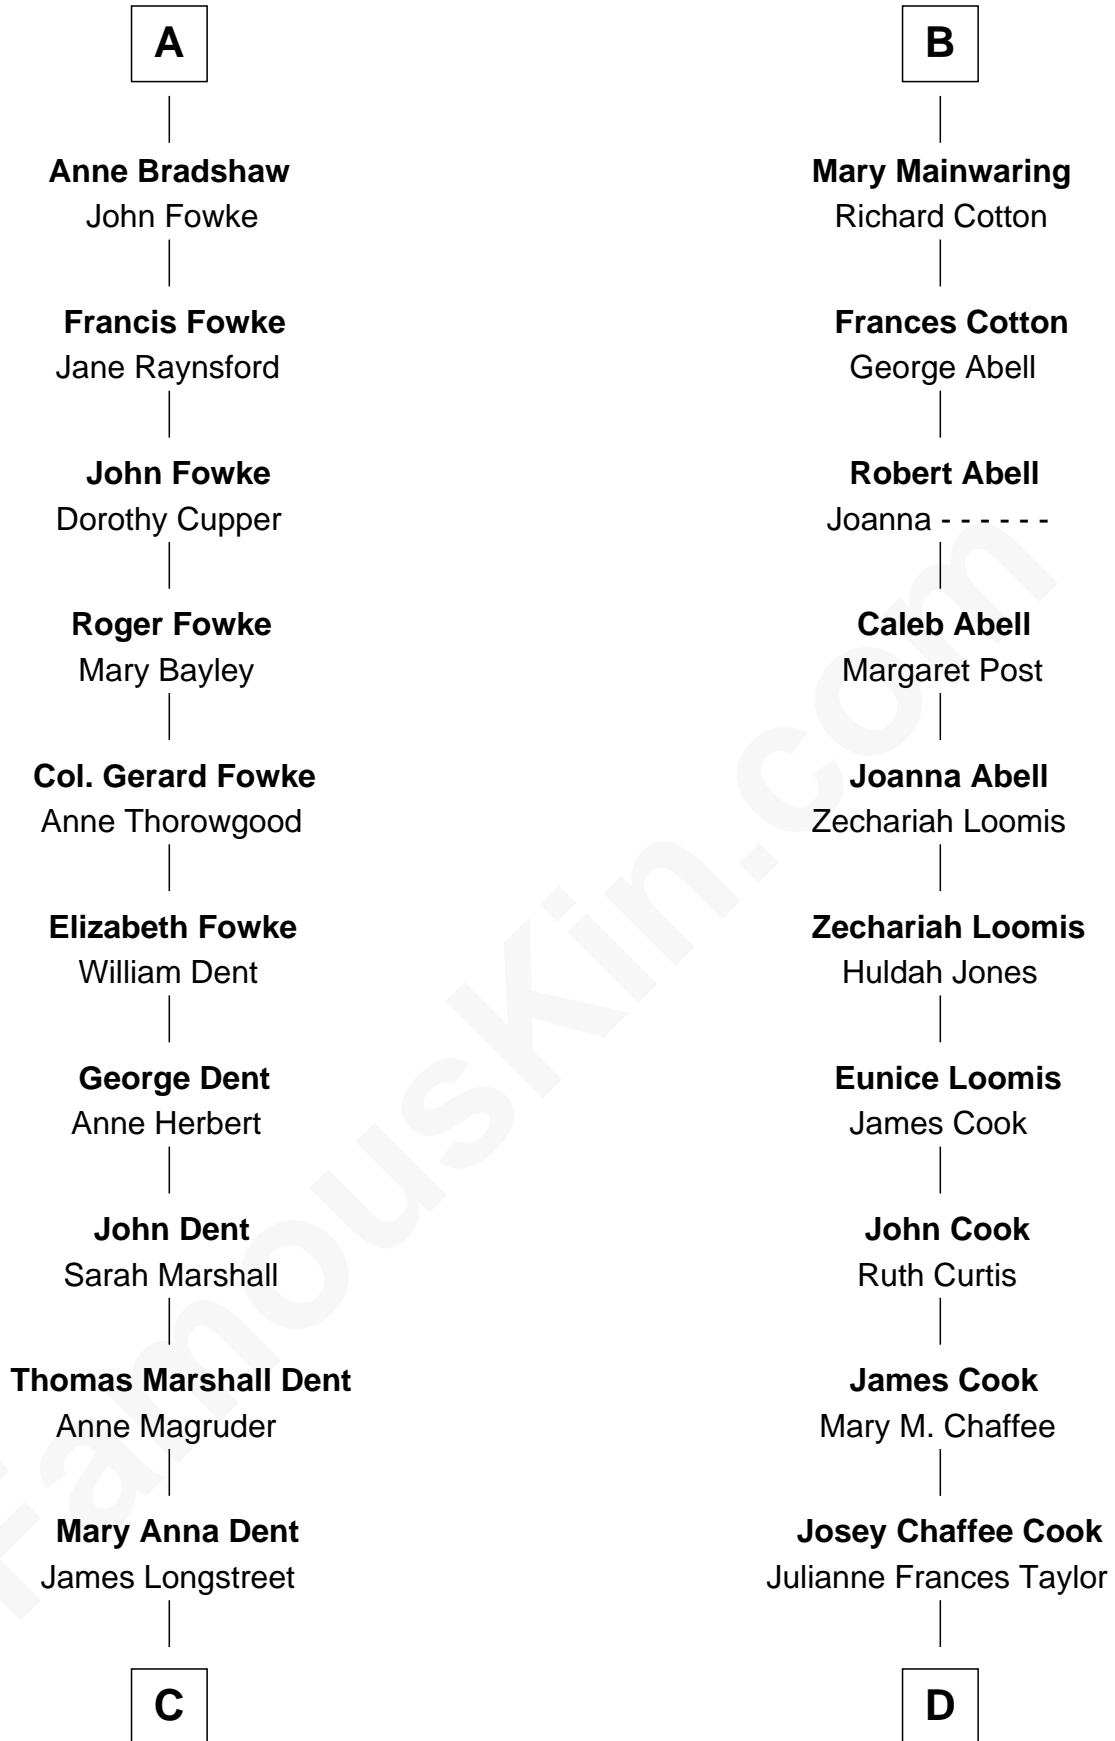 A
Anne Bradshaw
John Fowke
Francis Fowke
Jane Raynsford
John Fowke
Dorothy Cupper
Roger Fowke
Mary Bayley
Col. Gerard Fowke
Anne Thorowgood
Elizabeth Fowke
William Dent
George Dent
Anne Herbert
John Dent
Sarah Marshall
Thomas Marshall Dent
Anne Magruder
Mary Anna Dent
James Longstreet
C
B
Mary Mainwaring
Richard Cotton
Frances Cotton
George Abell
Robert Abell
Joanna - - - - - -
Caleb Abell
Margaret Post
Joanna Abell
Zechariah Loomis
Zechariah Loomis
Huldah Jones
Eunice Loomis
James Cook
John Cook
Ruth Curtis
James Cook
Mary M. Chaffee
Josey Chaffee Cook
Julianne Frances Taylor
D
FamousKin.com